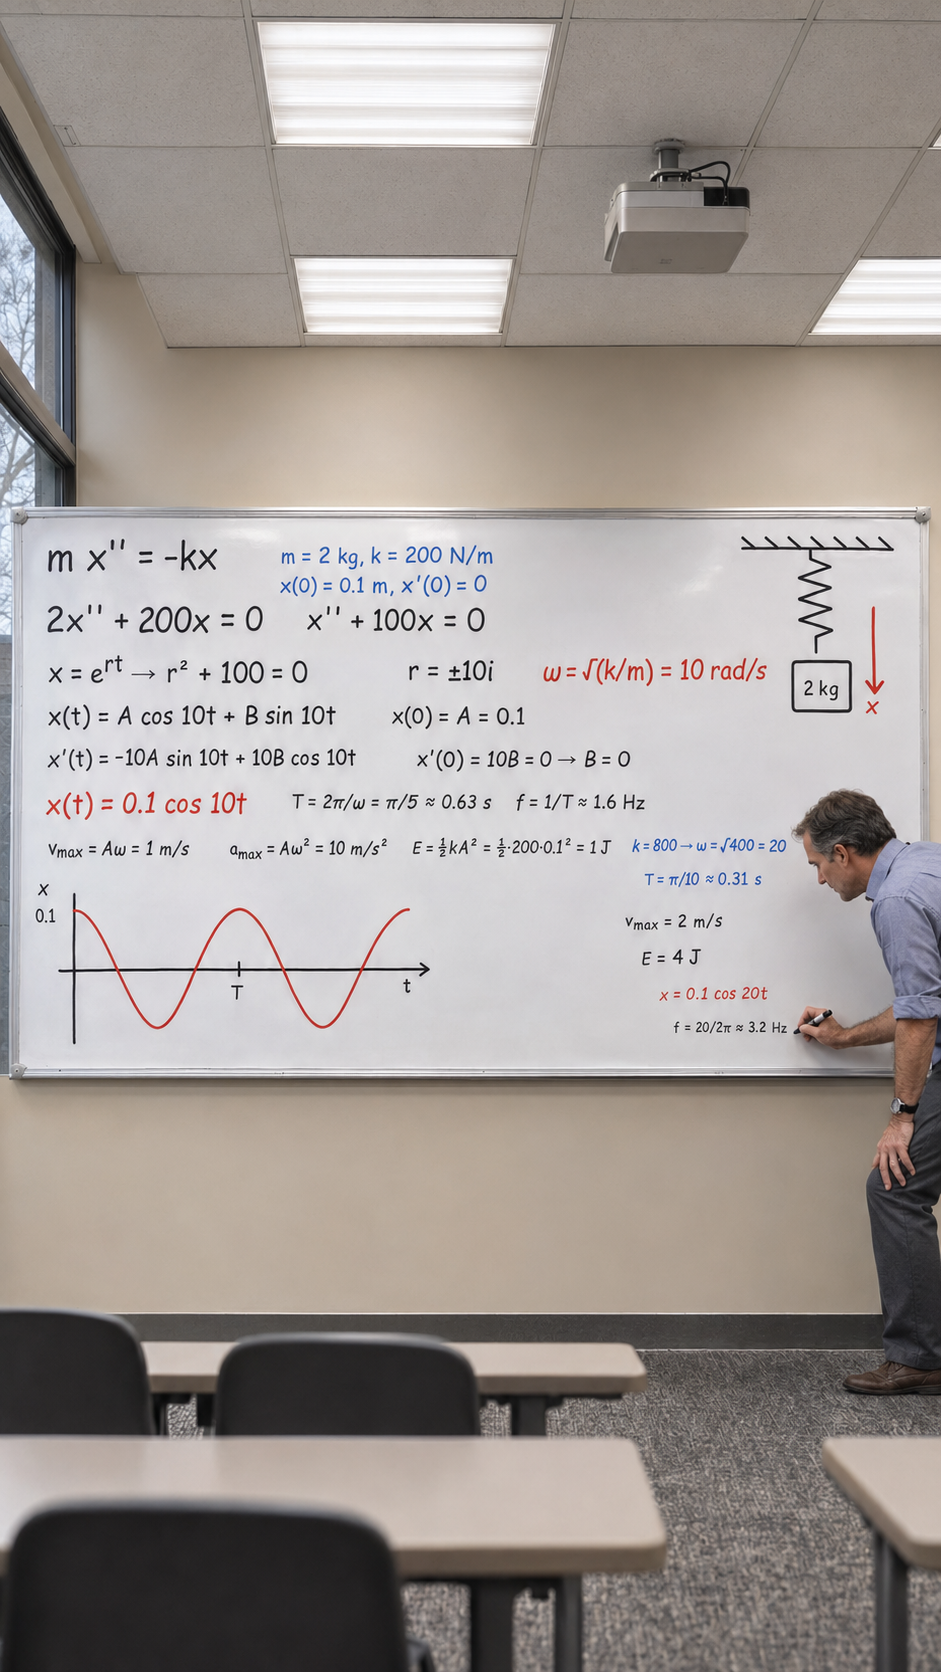 m x'' = -kx
m = 2 kg, k = 200 N/m
x(0) = 0.1 m, x'(0) = 0
2x'' + 200x = 0 x'' + 100x = 0
x = e^rt → r² + 100 = 0 r = ±10i ω = √(k/m) = 10 rad/s
x(t) = A cos 10t + B sin 10t x(0) = A = 0.1
x'(t) = -10A sin 10t + 10B cos 10t x'(0) = 10B = 0 → B = 0
x(t) = 0.1 cos 10t T = 2π/ω = π/5 ≈ 0.63 s f = 1/T ≈ 1.6 Hz
vmax = Aω = 1 m/s amax = Aω² = 10 m/s² E = ½kA² = ½·200·0.1² = 1 J
k = 800 → ω = √400 = 20
T = π/10 ≈ 0.31 s
vmax = 2 m/s
E = 4 J
x = 0.1 cos 20t
f = 20/2π ≈ 3.2 Hz
2 kg
x
x
0.1
T
t